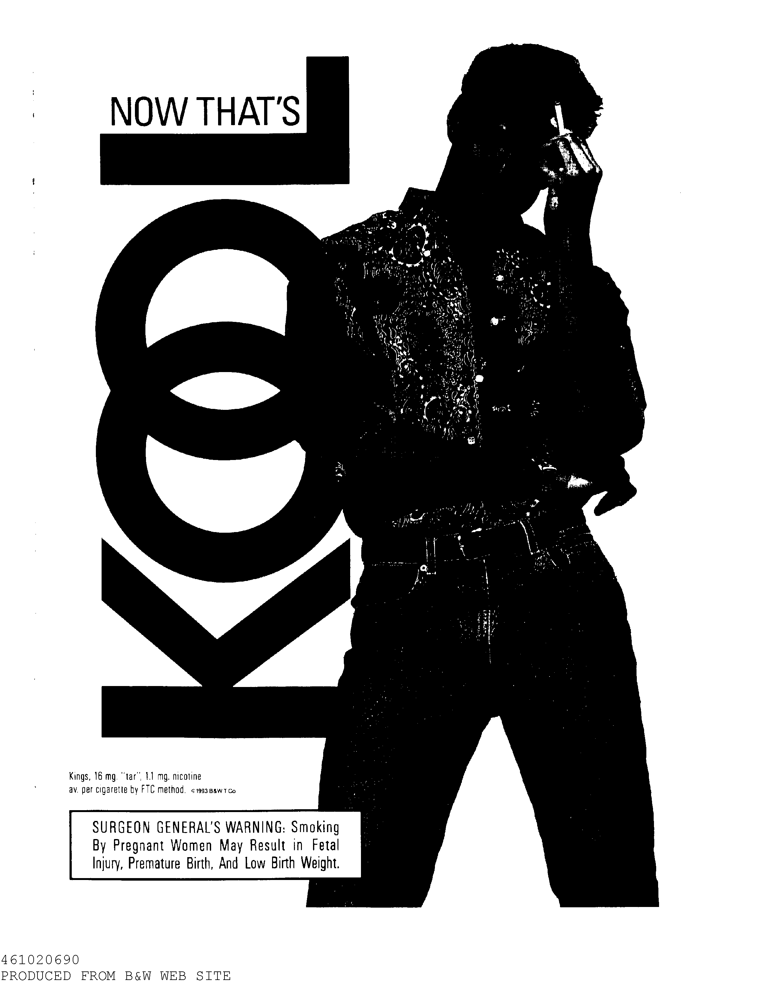 NOW THAT'S
KOOL
Kings, 16 mg. "tar", 1.1 mg. nicotine
av. per cigarette by FTC method. © 1993 B&W T Co
SURGEON GENERAL'S WARNING: Smoking
By Pregnant Women May Result in Fetal
Injury, Premature Birth, And Low Birth Weight.
461020690
PRODUCED FROM B&W WEB SITE